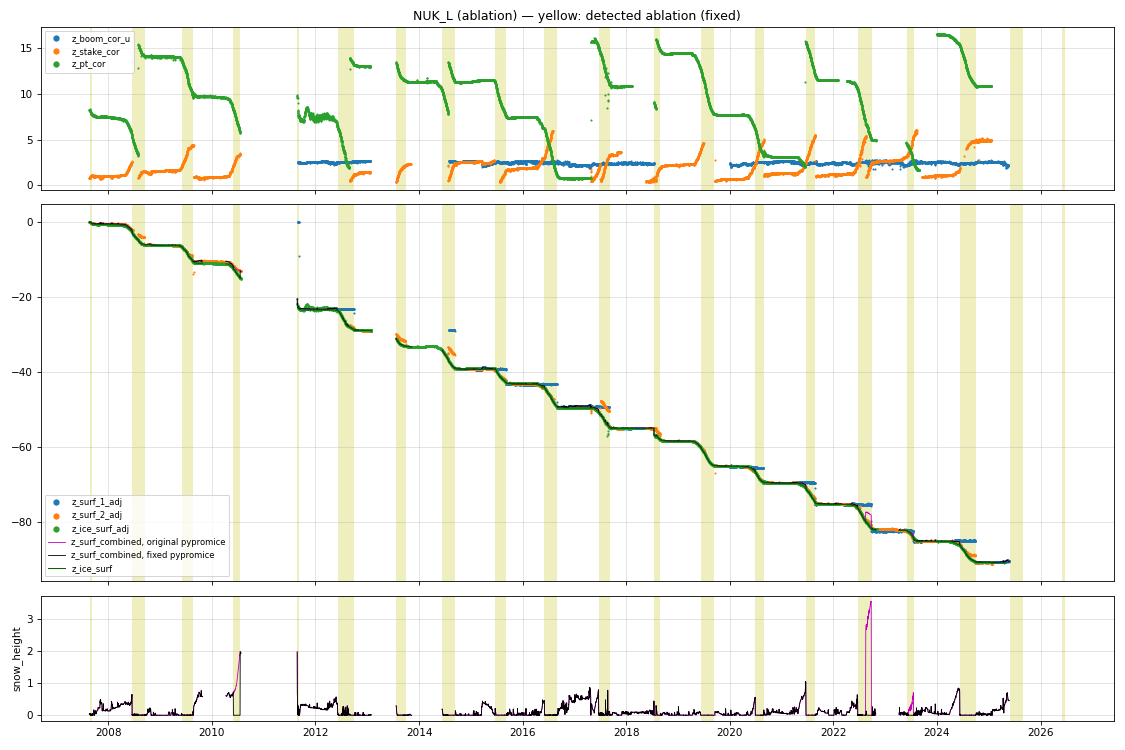 NUK_L (ablation) — yellow: detected ablation (fixed)
z_boom_cor_u
z_stake_cor
z_pt_cor
15
10
5
0
0
−20
−40
−60
−80
z_surf_1_adj
z_surf_2_adj
z_ice_surf_adj
z_surf_combined, original pypromice
z_surf_combined, fixed pypromice
z_ice_surf
snow_height
3
2
1
0
2008
2010
2012
2014
2016
2018
2020
2022
2024
2026